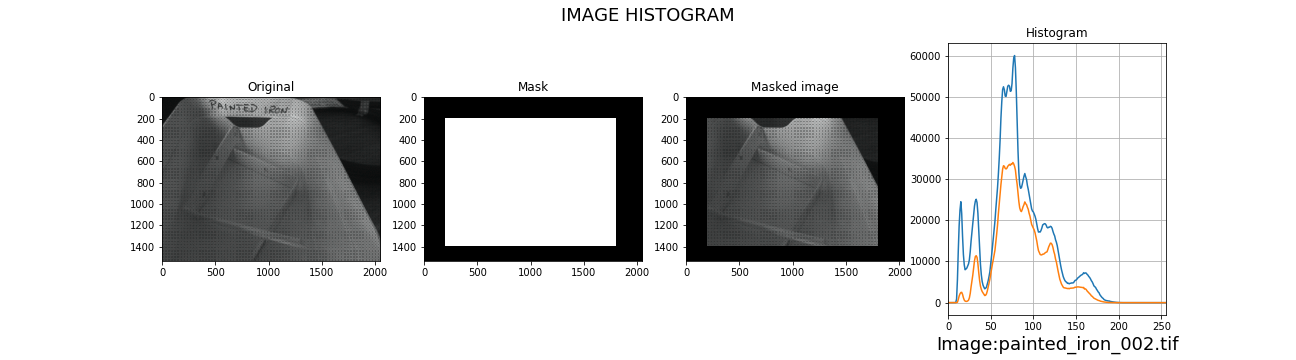 IMAGE HISTOGRAM
Original
Mask
Masked image
Histogram
PAINTED IRON
0
200
400
600
800
1000
1200
1400
0 500 1000 1500 2000
0
200
400
600
800
1000
1200
1400
0 500 1000 1500 2000
0
200
400
600
800
1000
1200
1400
0 500 1000 1500 2000
60000
50000
40000
30000
20000
10000
0
0 50 100 150 200 250
Image:painted_iron_002.tif